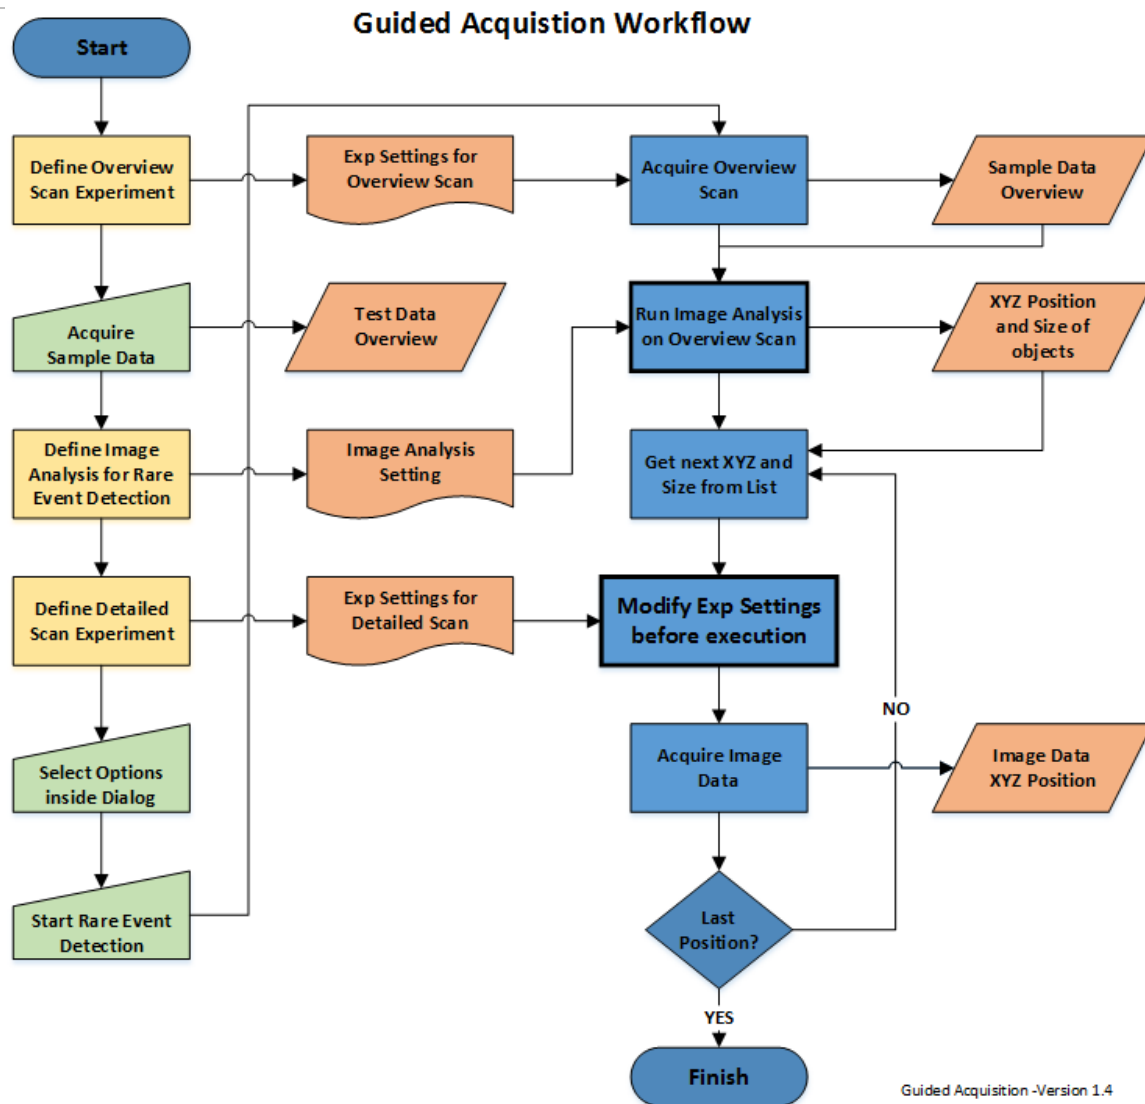 Guided Acquistion Workflow
Start
Define Overview
Scan Experiment
Exp Settings for
Overview Scan
Acquire Overview
Scan
Sample Data
Overview
Acquire
Sample Data
Test Data
Overview
Run Image Analysis
on Overview Scan
XYZ Position
and Size of
objects
Define Image
Analysis for Rare
Event Detection
Image Analysis
Setting
Get next XYZ and
Size from List
Define Detailed
Scan Experiment
Exp Settings for
Detailed Scan
Modify Exp Settings
before execution
NO
Select Options
inside Dialog
Acquire Image
Data
Image Data
XYZ Position
Start Rare Event
Detection
Last
Position?
YES
Finish
Guided Acquisition -Version 1.4